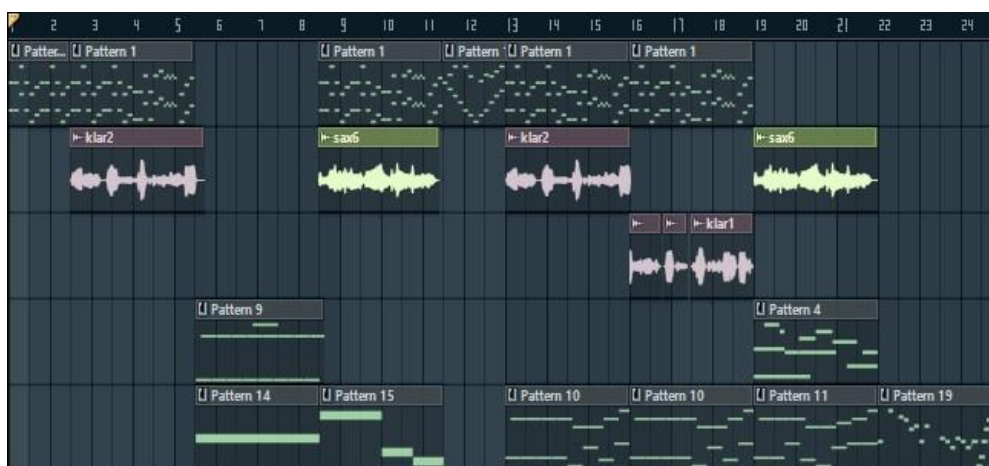 2 3 4 5 6 7 8 9 10 11 12 13 14 15 16 17 18 19 20 21 22 23 24
Patter... Pattern 1 Pattern 1 Pattern Pattern 1 Pattern 1
klar2 sax6 klar2 sax6
klar1
Pattern 9 Pattern 4
Pattern 14 Pattern 15 Pattern 10 Pattern 10 Pattern 11 Pattern 19